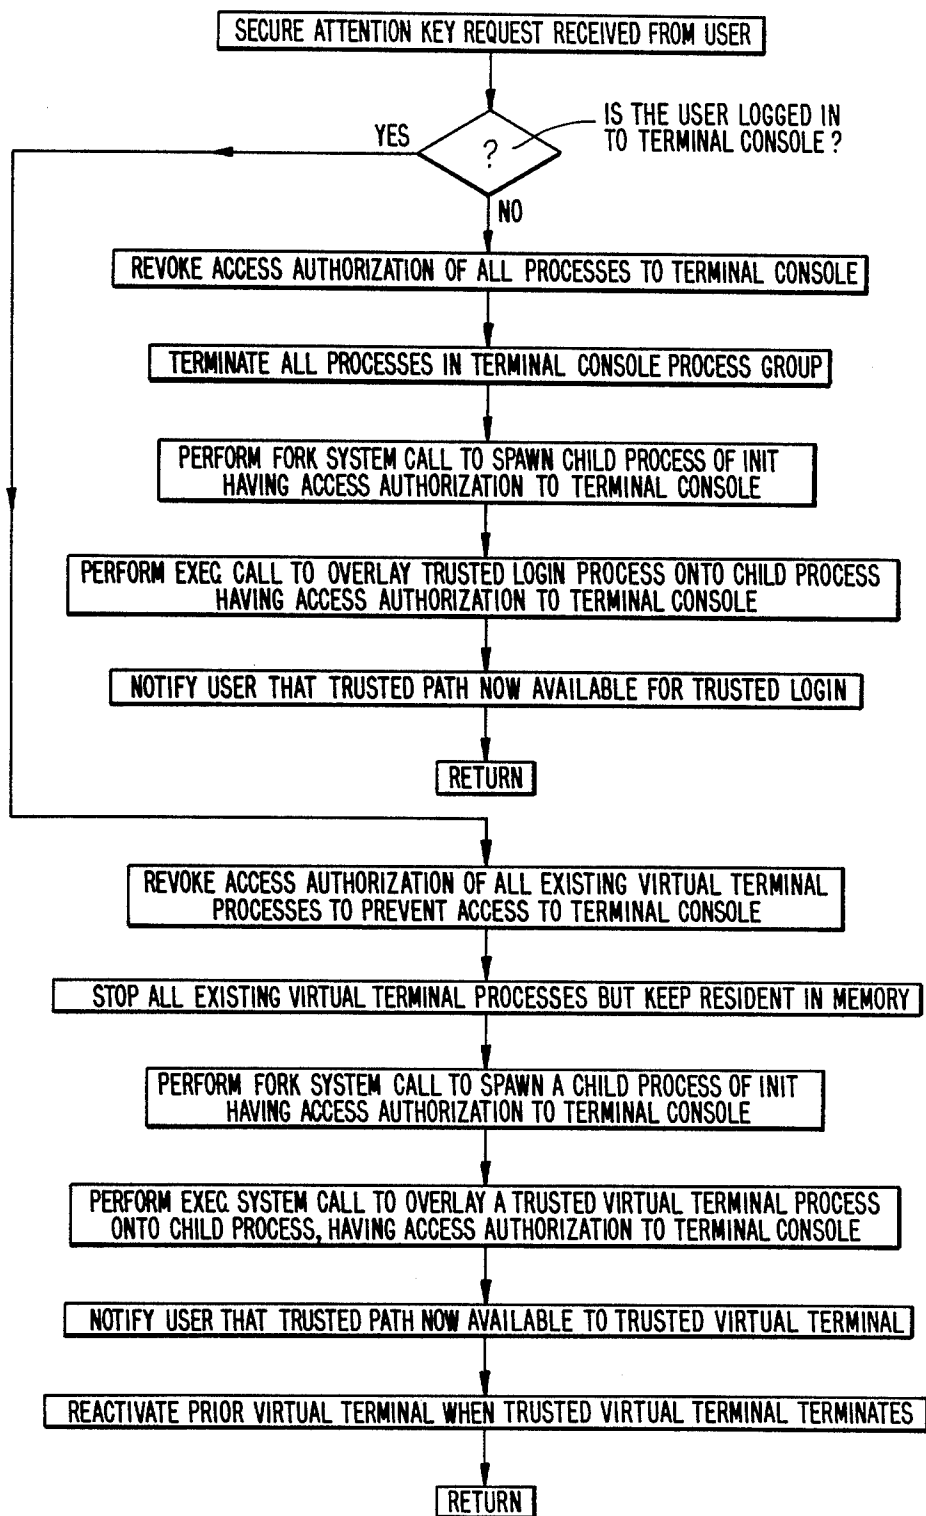 SECURE ATTENTION KEY REQUEST RECEIVED FROM USER
IS THE USER LOGGED IN
TO TERMINAL CONSOLE ?
YES
?
NO
REVOKE ACCESS AUTHORIZATION OF ALL PROCESSES TO TERMINAL CONSOLE
TERMINATE ALL PROCESSES IN TERMINAL CONSOLE PROCESS GROUP
PERFORM FORK SYSTEM CALL TO SPAWN CHILD PROCESS OF INIT
HAVING ACCESS AUTHORIZATION TO TERMINAL CONSOLE
PERFORM EXEC CALL TO OVERLAY TRUSTED LOGIN PROCESS ONTO CHILD PROCESS
HAVING ACCESS AUTHORIZATION TO TERMINAL CONSOLE
NOTIFY USER THAT TRUSTED PATH NOW AVAILABLE FOR TRUSTED LOGIN
RETURN
REVOKE ACCESS AUTHORIZATION OF ALL EXISTING VIRTUAL TERMINAL
PROCESSES TO PREVENT ACCESS TO TERMINAL CONSOLE
STOP ALL EXISTING VIRTUAL TERMINAL PROCESSES BUT KEEP RESIDENT IN MEMORY
PERFORM FORK SYSTEM CALL TO SPAWN A CHILD PROCESS OF INIT
HAVING ACCESS AUTHORIZATION TO TERMINAL CONSOLE
PERFORM EXEC SYSTEM CALL TO OVERLAY A TRUSTED VIRTUAL TERMINAL PROCESS
ONTO CHILD PROCESS, HAVING ACCESS AUTHORIZATION TO TERMINAL CONSOLE
NOTIFY USER THAT TRUSTED PATH NOW AVAILABLE TO TRUSTED VIRTUAL TERMINAL
REACTIVATE PRIOR VIRTUAL TERMINAL WHEN TRUSTED VIRTUAL TERMINAL TERMINATES
RETURN